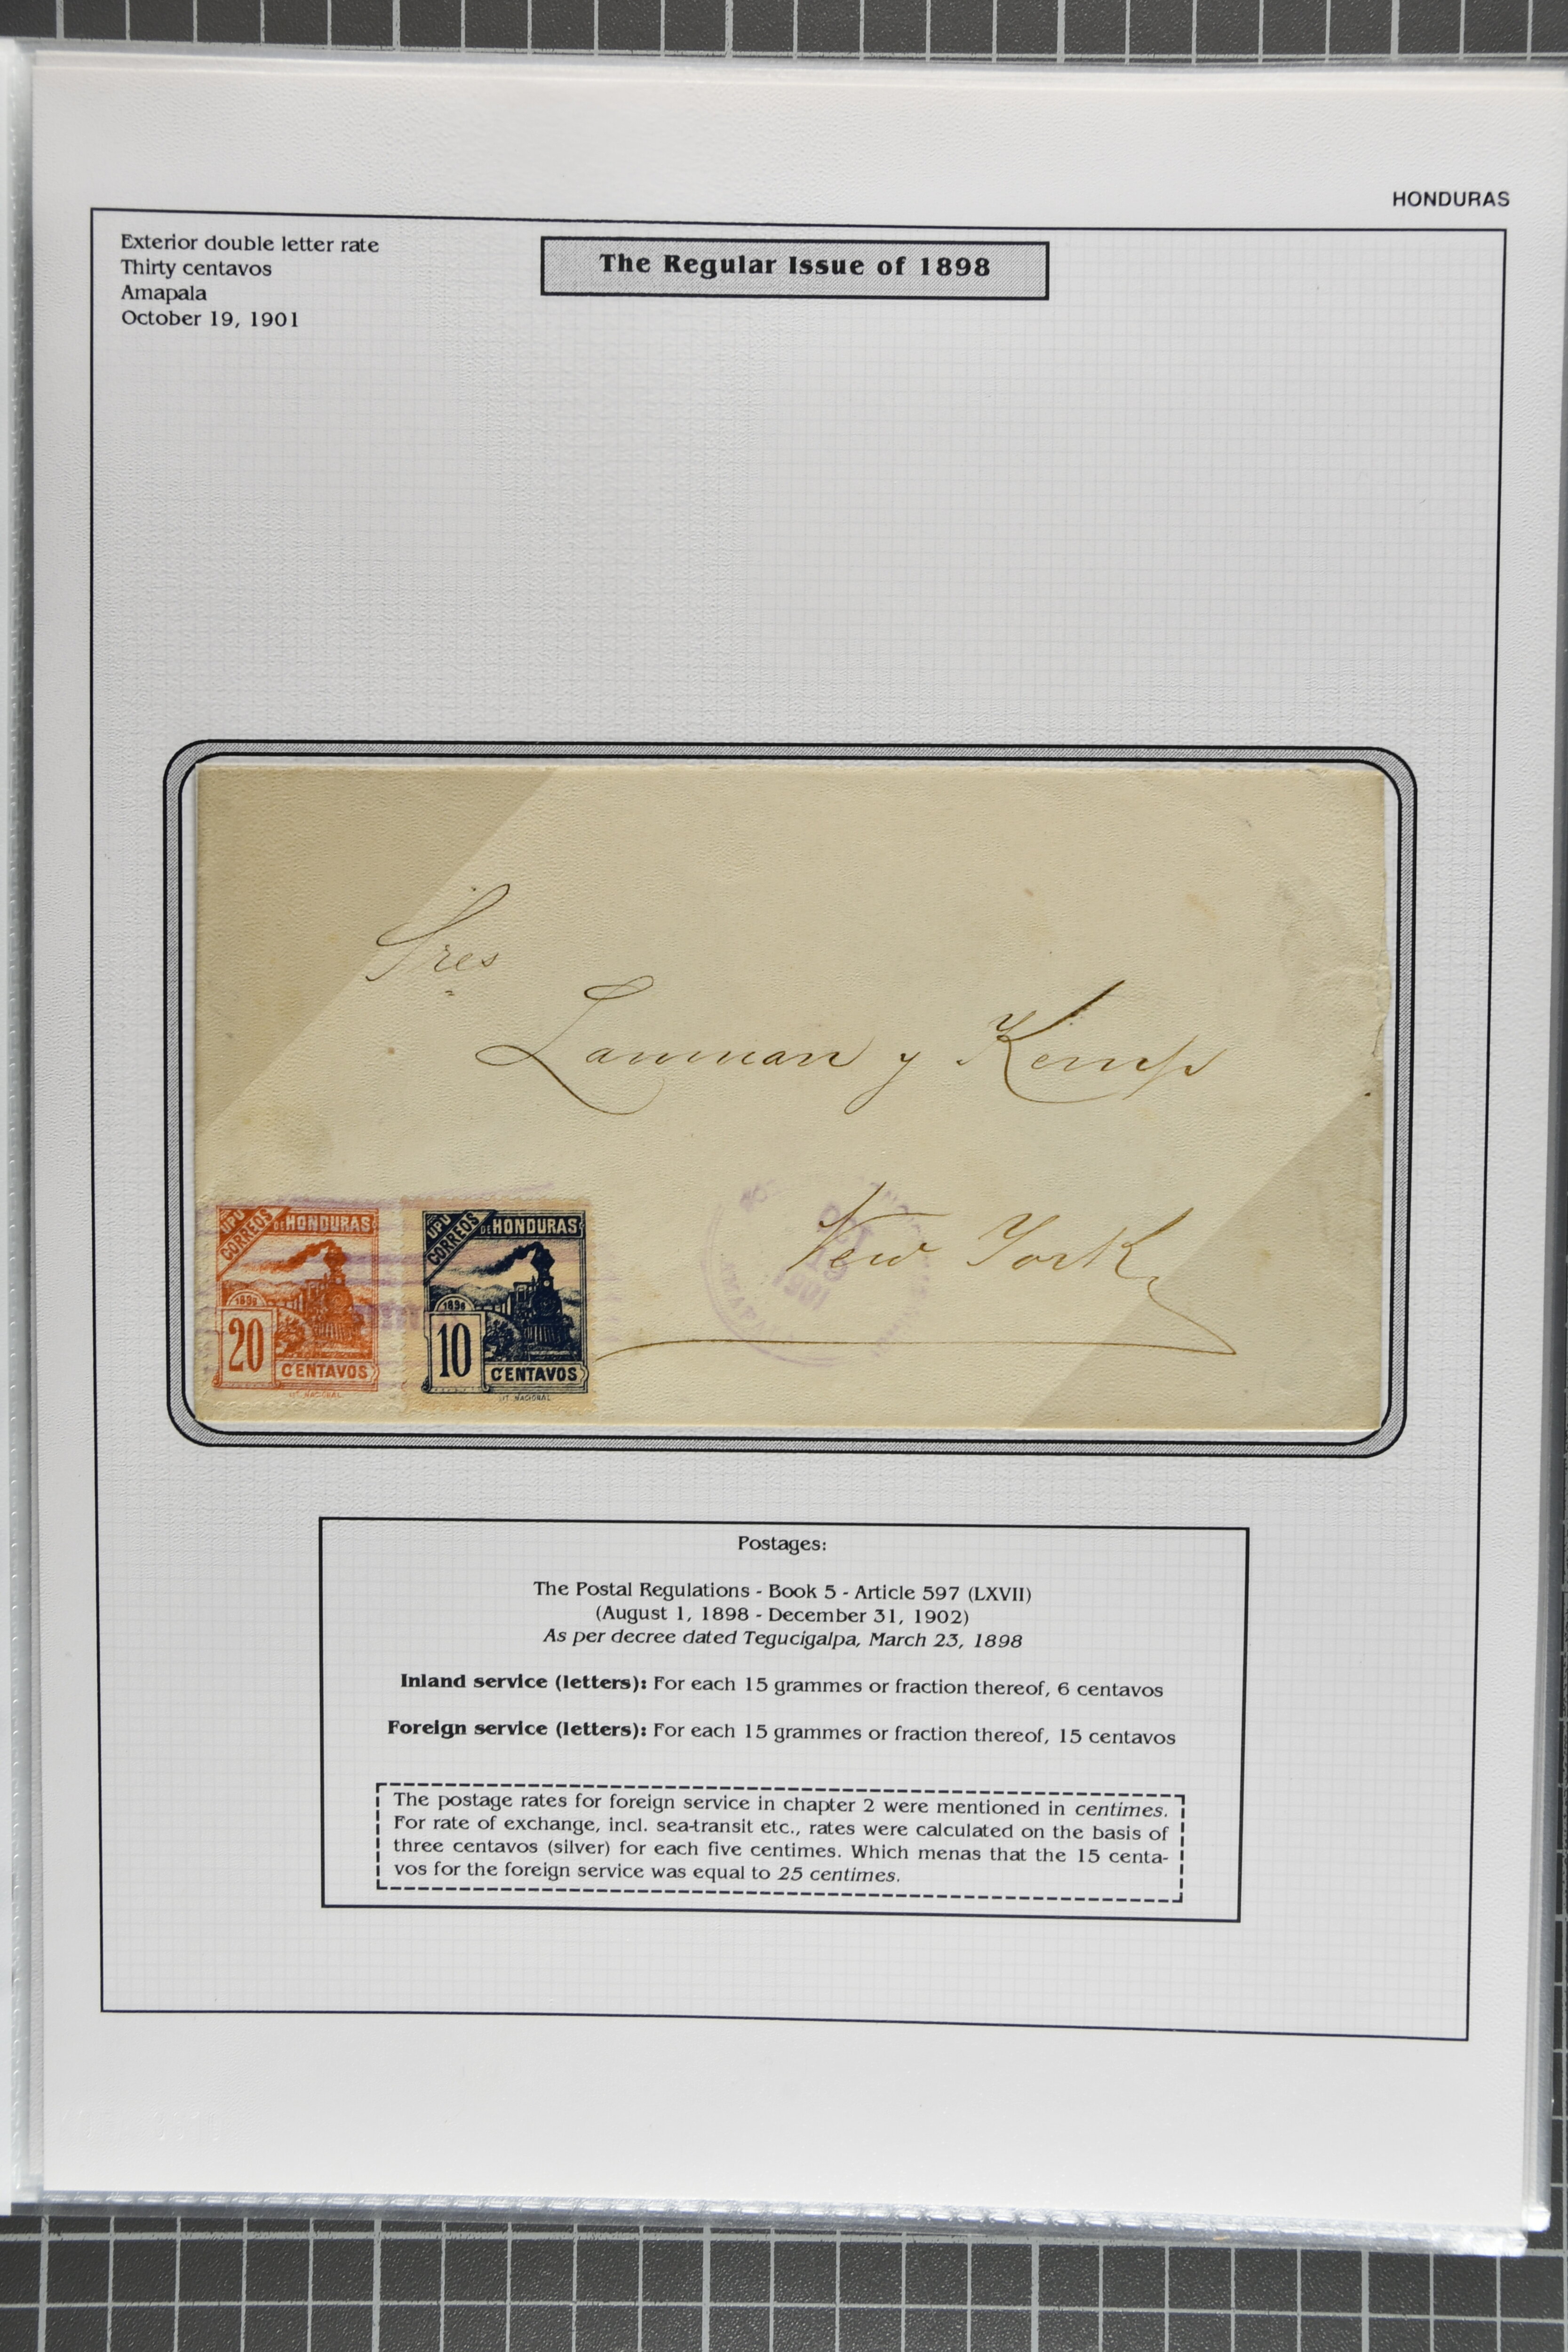 HONDURAS
Exterior double letter rate
Thirty centavos
Amapala
October 19, 1901
The Regular Issue of 1898
Sres
Lanman y Kemp
New York
OCT
19
1901
UPU
CORREOS
DE HONDURAS
1898
20
CENTAVOS
LIT. NACIONAL
UPU
CORREOS
DE HONDURAS
1898
10
CENTAVOS
LIT. NACIONAL
Postages:
The Postal Regulations - Book 5 - Article 597 (LXVII)
(August 1, 1898 - December 31, 1902)
As per decree dated Tegucigalpa, March 23, 1898
Inland service (letters): For each 15 grammes or fraction thereof, 6 centavos
Foreign service (letters): For each 15 grammes or fraction thereof, 15 centavos
The postage rates for foreign service in chapter 2 were mentioned in centimes.
For rate of exchange, incl. sea-transit etc., rates were calculated on the basis of
three centavos (silver) for each five centimes. Which menas that the 15 centa-
vos for the foreign service was equal to 25 centimes.